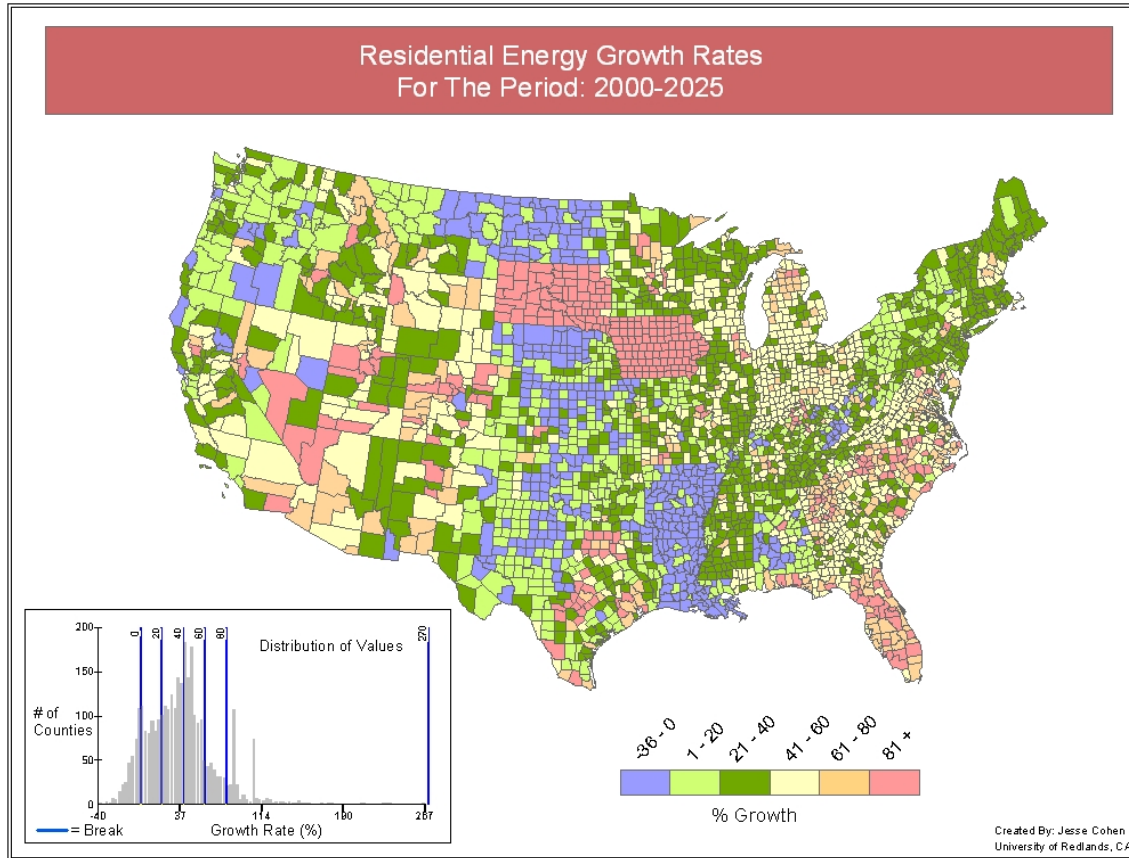 Residential Energy Growth Rates
For The Period: 2000-2025
Distribution of Values
0 20 40 60 80 270
200
150
100
50
0
# of
Counties
-40 37 114 190 267
Growth Rate (%)
= Break
-36 - 0 1 - 20 21 - 40 41 - 60 61 - 80 81 +
% Growth
Created By: Jesse Cohen
University of Redlands, CA